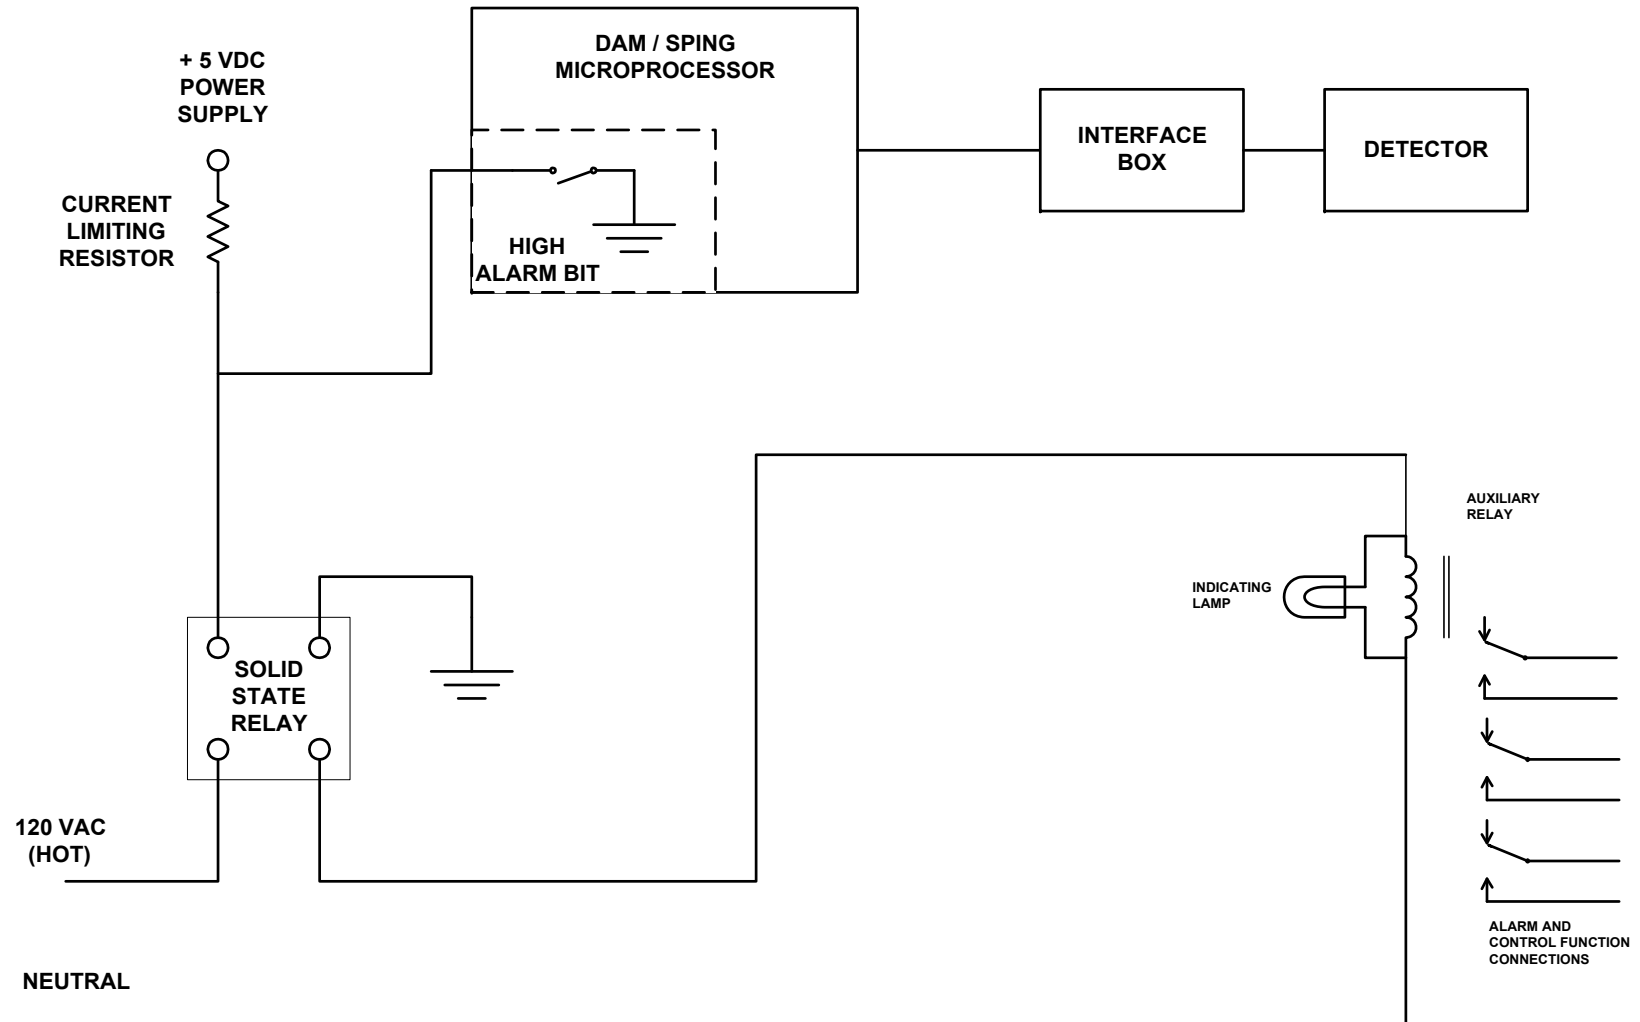 + 5 VDC
POWER
SUPPLY
CURRENT
LIMITING
RESISTOR
DAM / SPING
MICROPROCESSOR
HIGH
ALARM BIT
INTERFACE
BOX
DETECTOR
AUXILIARY
RELAY
INDICATING
LAMP
SOLID
STATE
RELAY
120 VAC
(HOT)
ALARM AND
CONTROL FUNCTION
CONNECTIONS
NEUTRAL